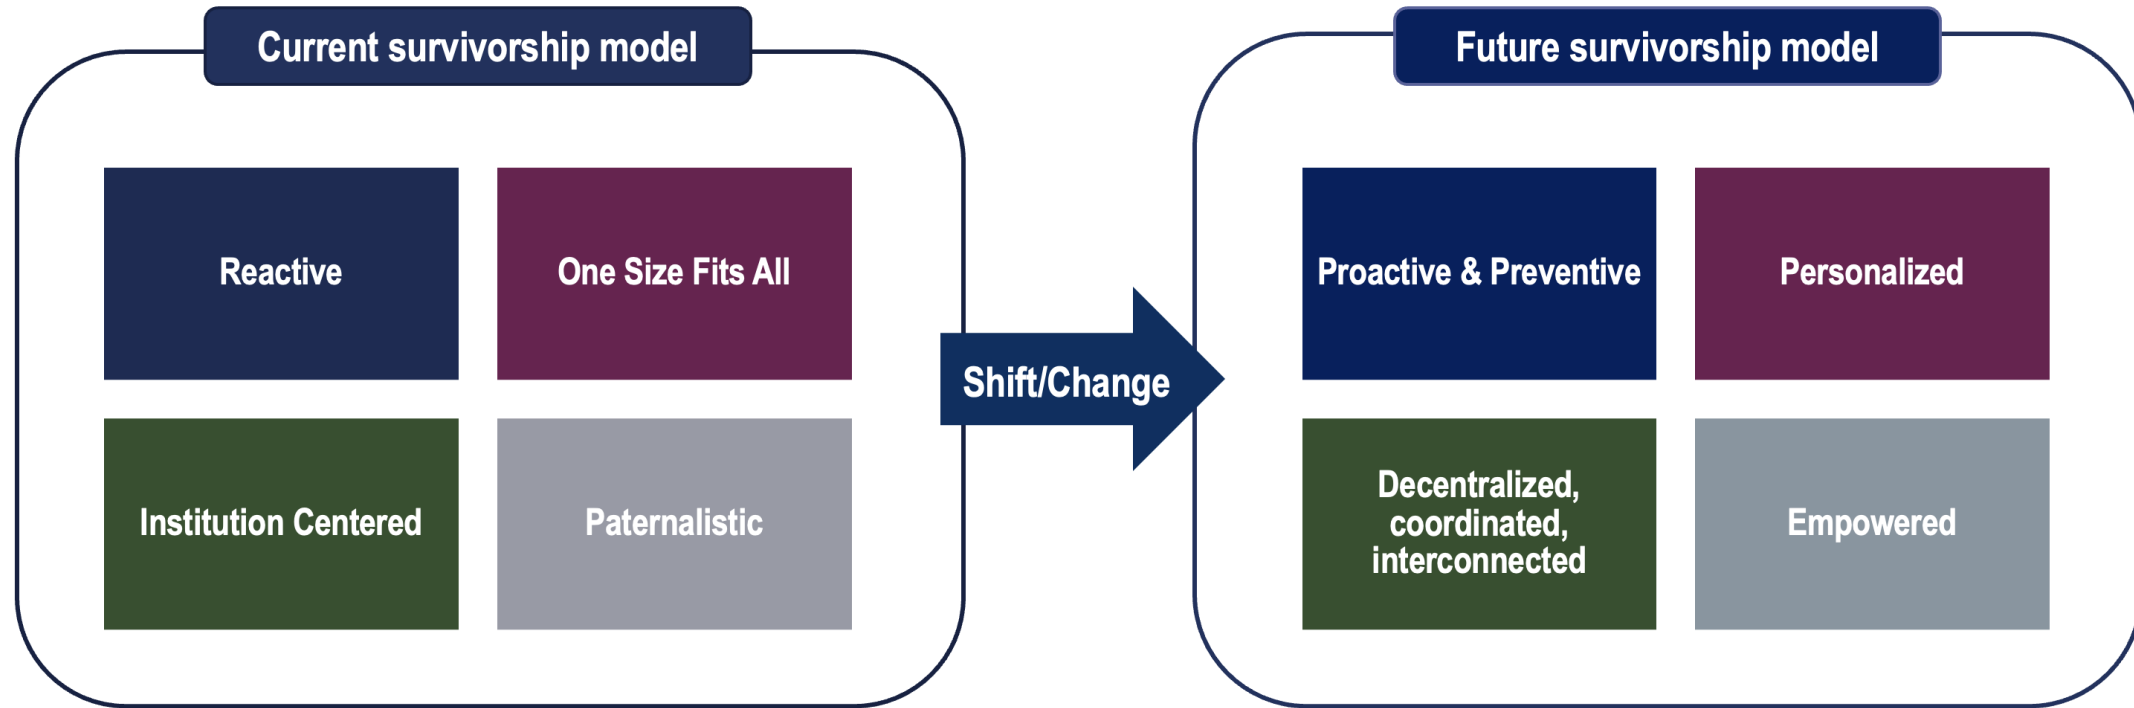 Current survivorship model
Future survivorship model
Reactive
One Size Fits All
Institution Centered
Paternalistic
Shift/Change
Proactive & Preventive
Personalized
Decentralized,
coordinated,
interconnected
Empowered